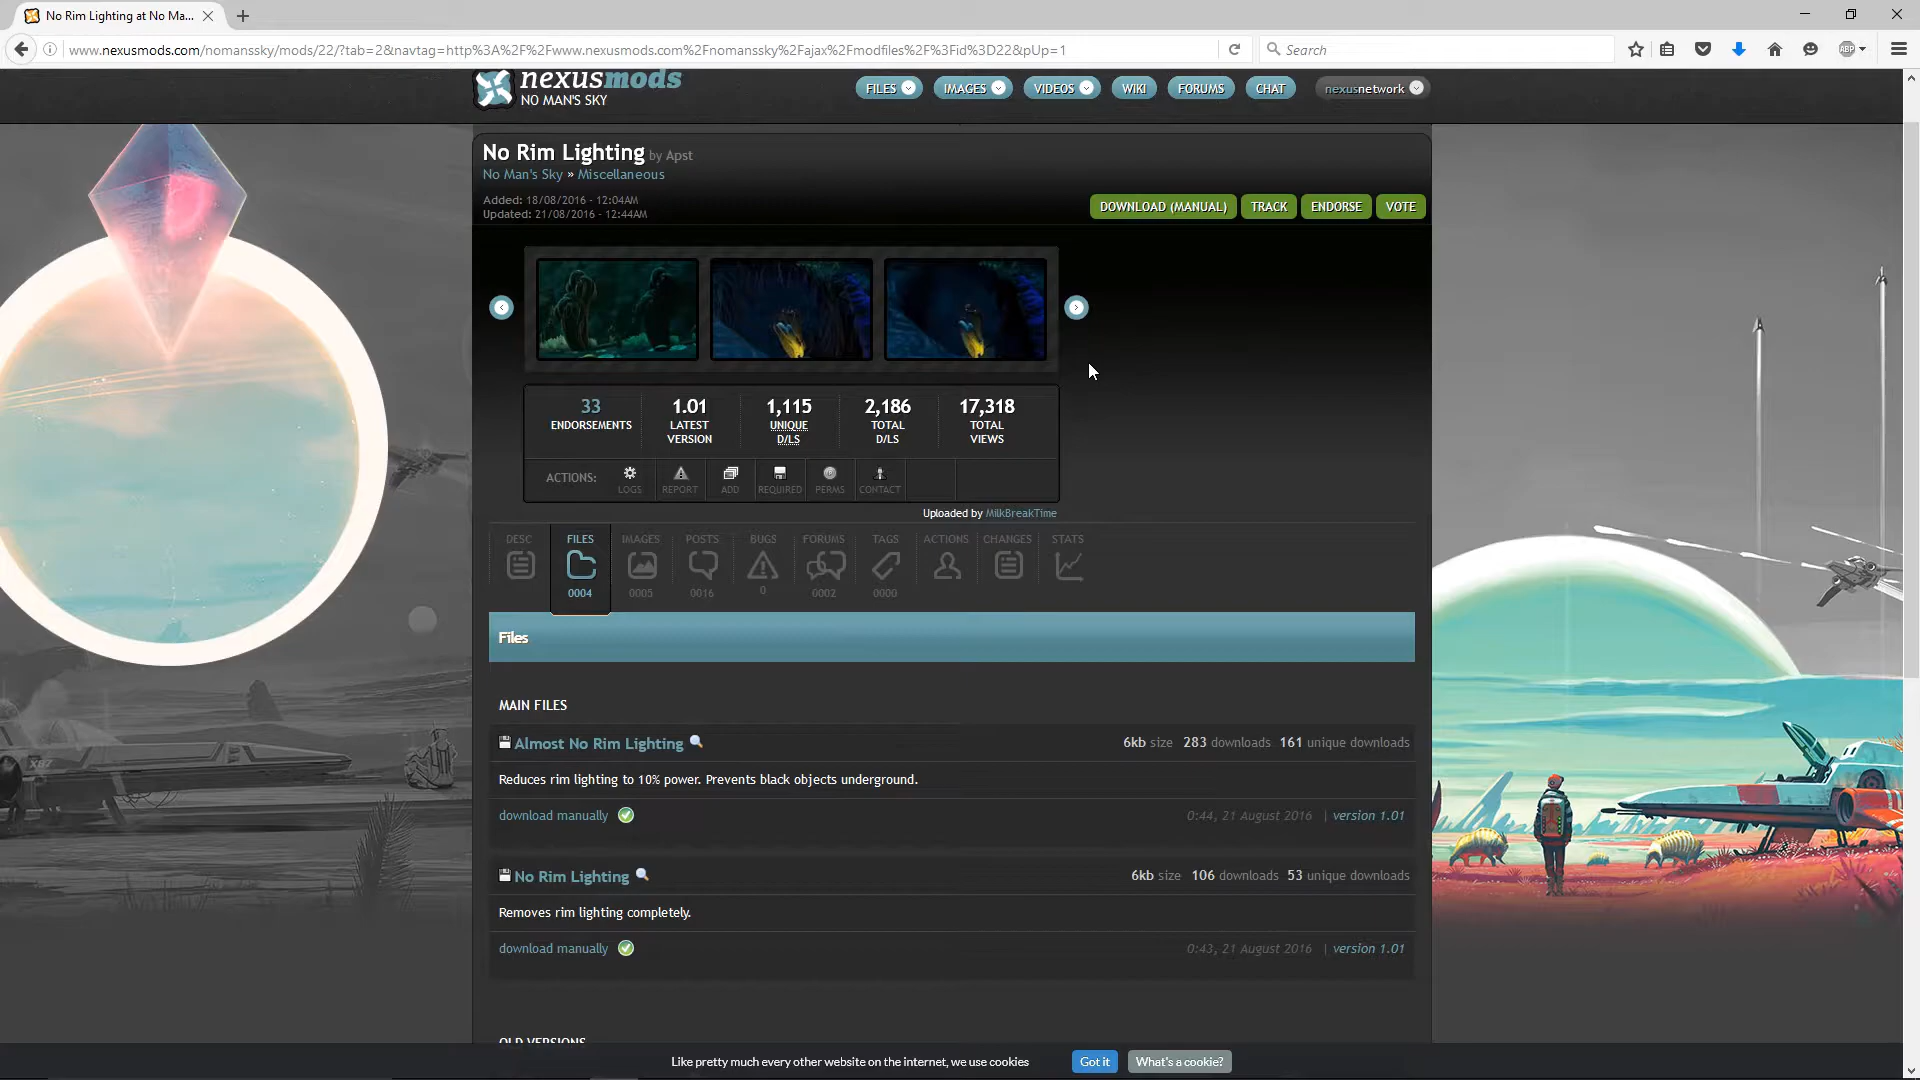 No Rim Lighting at No Ma...
www.nexusmods.com/nomanssky/mods/22/?tab=2&navtag=http%3A%2F%2Fwww.nexusmods.com%2Fnomanssky%2Fajax%2Fmodfiles%2F%3Fid%3D22&pUp=1
Search
ABP
nexusmods
NO MAN'S SKY
FILES IMAGES VIDEOS WIKI FORUMS CHAT nexusnetwork
No Rim Lighting by Apst
No Man's Sky » Miscellaneous
Added: 18/08/2016 - 12:04AM
Updated: 21/08/2016 - 12:44AM
DOWNLOAD (MANUAL) TRACK ENDORSE VOTE
33 1.01 1,115 2,186 17,318
ENDORSEMENTS LATEST UNIQUE TOTAL TOTAL
VERSION D/LS D/LS VIEWS
ACTIONS: LOGS REPORT ADD REQUIRED PERMS CONTACT
Uploaded by MilkBreakTime
DESC FILES IMAGES POSTS BUGS FORUMS TAGS ACTIONS CHANGES STATS
0004 0005 0016 0 0002 0000
Files
MAIN FILES
Almost No Rim Lighting 6kb size 283 downloads 161 unique downloads
Reduces rim lighting to 10% power. Prevents black objects underground.
download manually 0:44, 21 August 2016 | version 1.01
No Rim Lighting 6kb size 106 downloads 53 unique downloads
Removes rim lighting completely.
download manually 0:43, 21 August 2016 | version 1.01
OLD VERSIONS
Like pretty much every other website on the internet, we use cookies Got it What's a cookie?